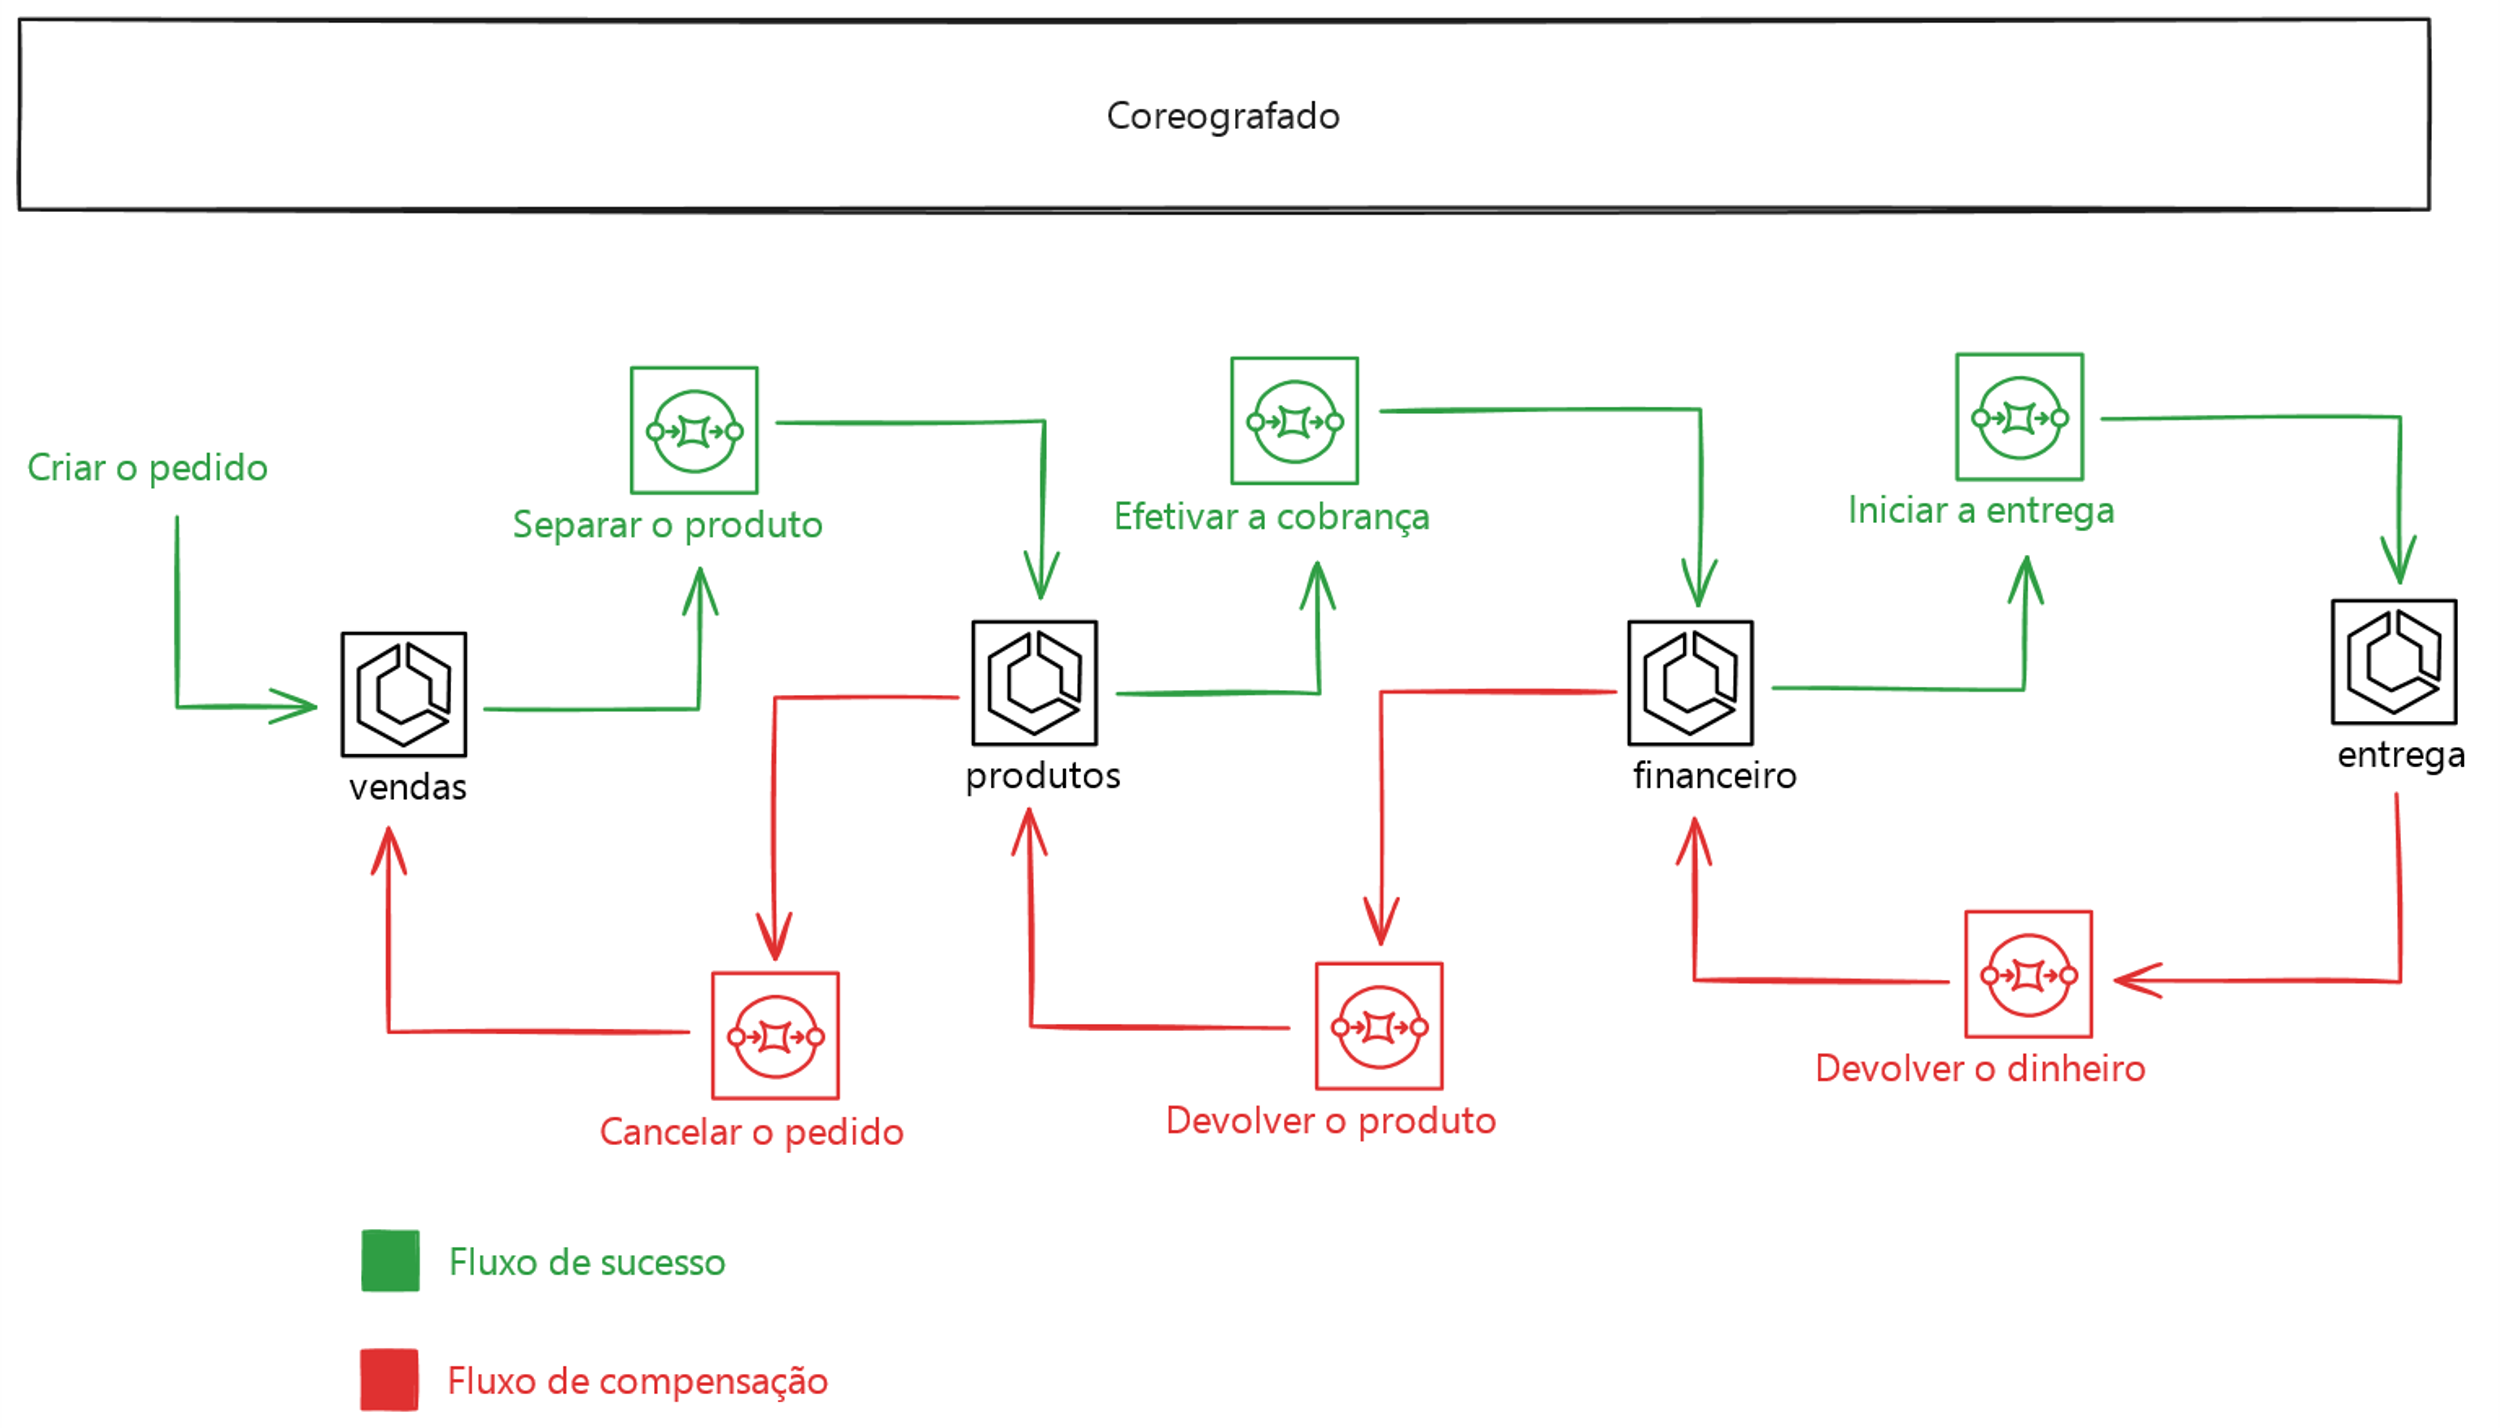 Coreografado
Criar o pedido
Separar o produto
Efetivar a cobrança
Iniciar a entrega
vendas
produtos
financeiro
entrega
Cancelar o pedido
Devolver o produto
Devolver o dinheiro
Fluxo de sucesso
Fluxo de compensação